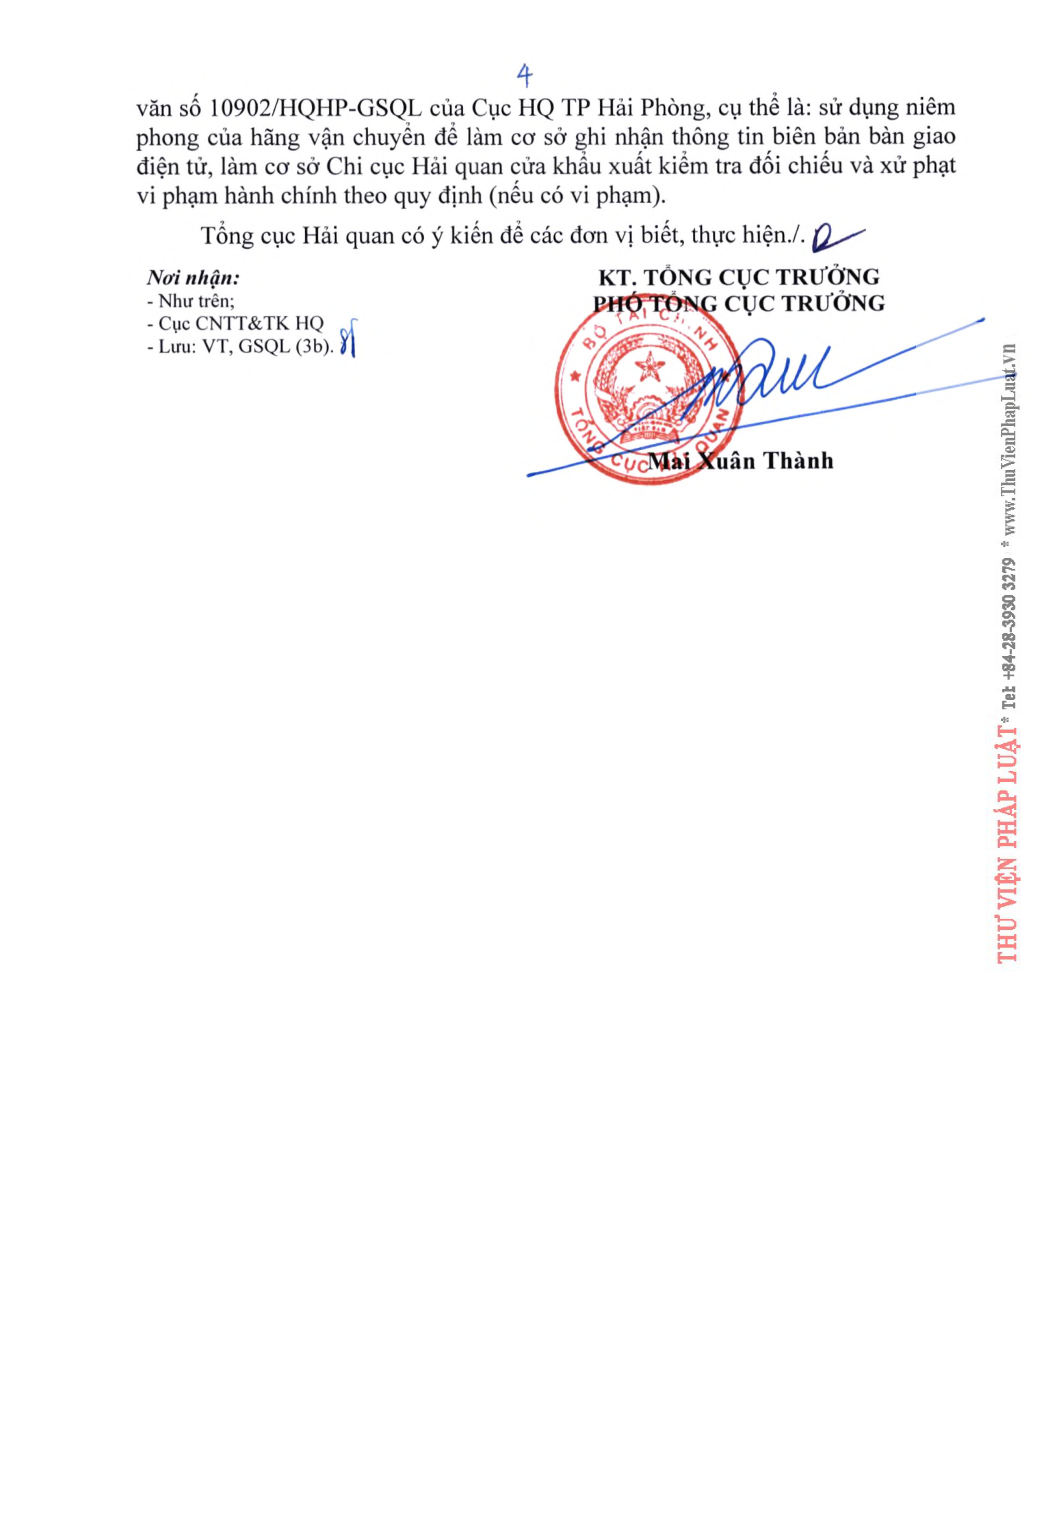 4
văn số 10902/HQHP-GSQL của Cục HQ TP Hải Phòng, cụ thể là: sử dụng niêm
phong của hãng vận chuyển để làm cơ sở ghi nhận thông tin biên bản bàn giao
điện tử, làm cơ sở Chi cục Hải quan cửa khẩu xuất kiểm tra đối chiếu và xử phạt
vi phạm hành chính theo quy định (nếu có vi phạm).
Tổng cục Hải quan có ý kiến để các đơn vị biết, thực hiện./.
Nơi nhận:
- Như trên;
- Cục CNTT&TK HQ
- Lưu: VT, GSQL (3b).
KT. TỔNG CỤC TRƯỞNG
PHÓ TỔNG CỤC TRƯỞNG
BỘ TÀI CHÍNH
TỔNG CỤC HẢI QUAN
Mai Xuân Thành
THƯ VIỆN PHÁP LUẬT * Tel: +84-28-3930 3279 * www.ThuVienPhapLuat.vn